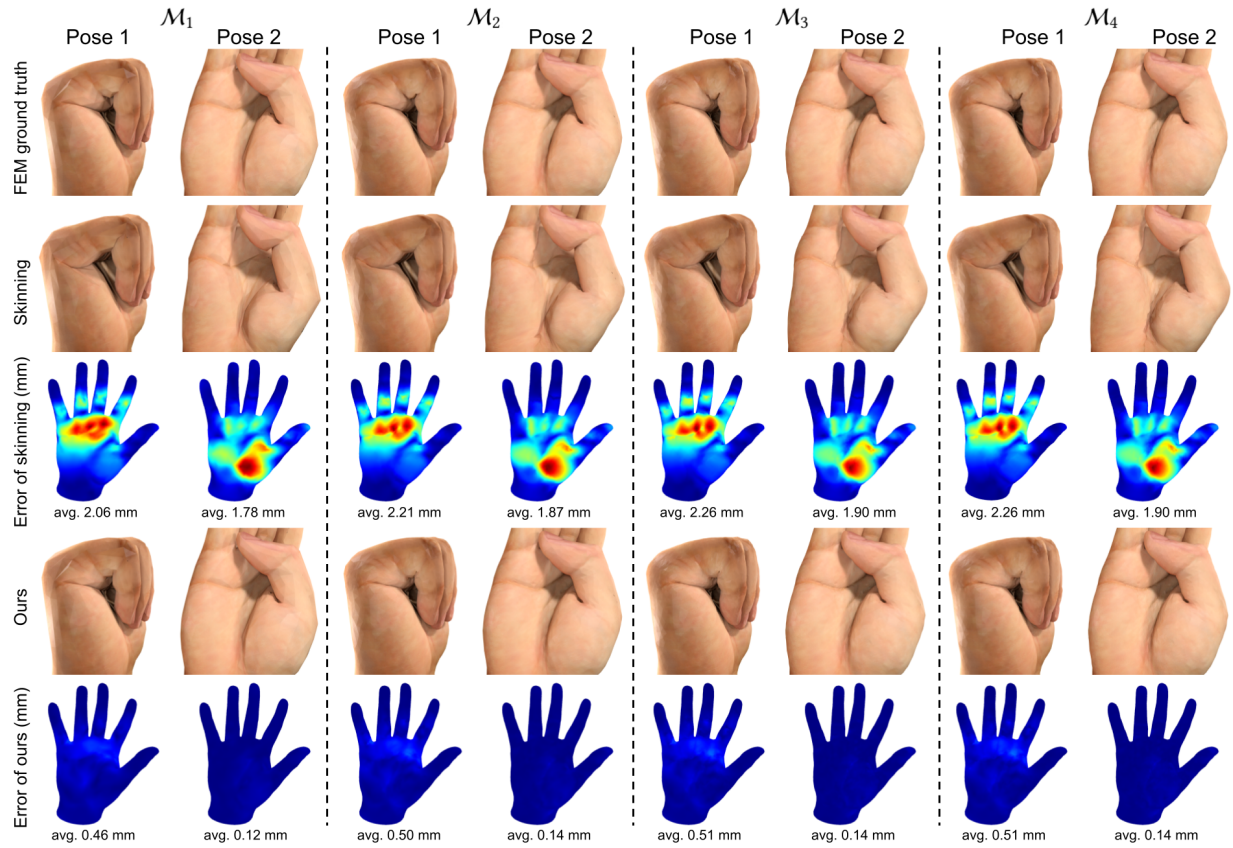 M₁ M₂ M₃ M₄
Pose 1 Pose 2 Pose 1 Pose 2 Pose 1 Pose 2 Pose 1 Pose 2
FEM ground truth
Skinning
Error of skinning (mm)
avg. 2.06 mm avg. 1.78 mm avg. 2.21 mm avg. 1.87 mm avg. 2.26 mm avg. 1.90 mm avg. 2.26 mm avg. 1.90 mm
Ours
Error of ours (mm)
avg. 0.46 mm avg. 0.12 mm avg. 0.50 mm avg. 0.14 mm avg. 0.51 mm avg. 0.14 mm avg. 0.51 mm avg. 0.14 mm